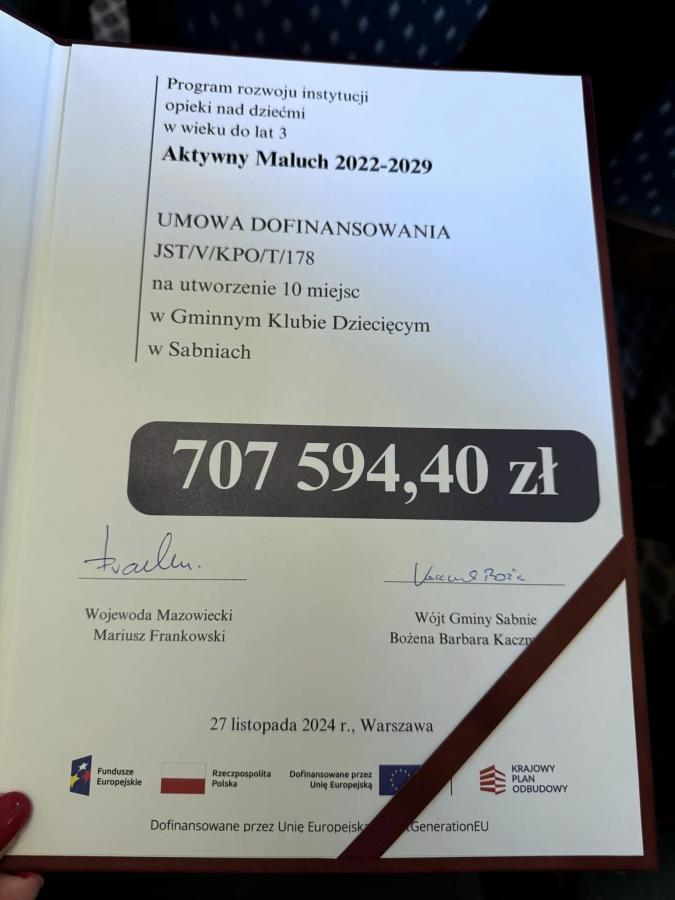 Program rozwoju instytucji
opieki nad dziećmi
w wieku do lat 3
Aktywny Maluch 2022-2029
UMOWA DOFINANSOWANIA
JST/V/KPO/T/178
na utworzenie 10 miejsc
w Gminnym Klubie Dziecięcym
w Sabniach
707 594,40 zł
Wojewoda Mazowiecki
Mariusz Frankowski
Wójt Gminy Sabnie
Bożena Barbara
27 listopada 2024 r., Warszawa
Fundusze
Europejskie
Rzeczpospolita
Polska
Dofinansowane przez
Unię Europejską
KRAJOWY
PLAN
ODBUDOWY
Dofinansowane przez Unię